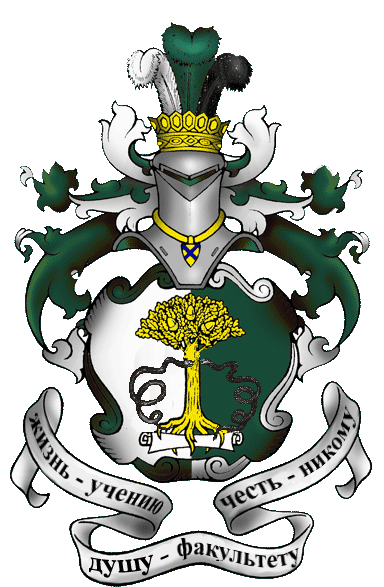 жизнь - учению
душу - факультету
честь - никому